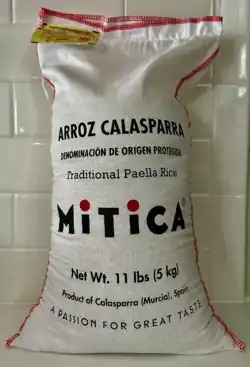 ARROZ CALASPARRA
DENOMINACIÓN DE ORIGEN PROTEGIDA
Traditional Paella Rice
MiTiCA®
Net Wt. 11 lbs (5 kg)
Product of Calasparra (Murcia), Spain
A PASSION FOR GREAT TASTE